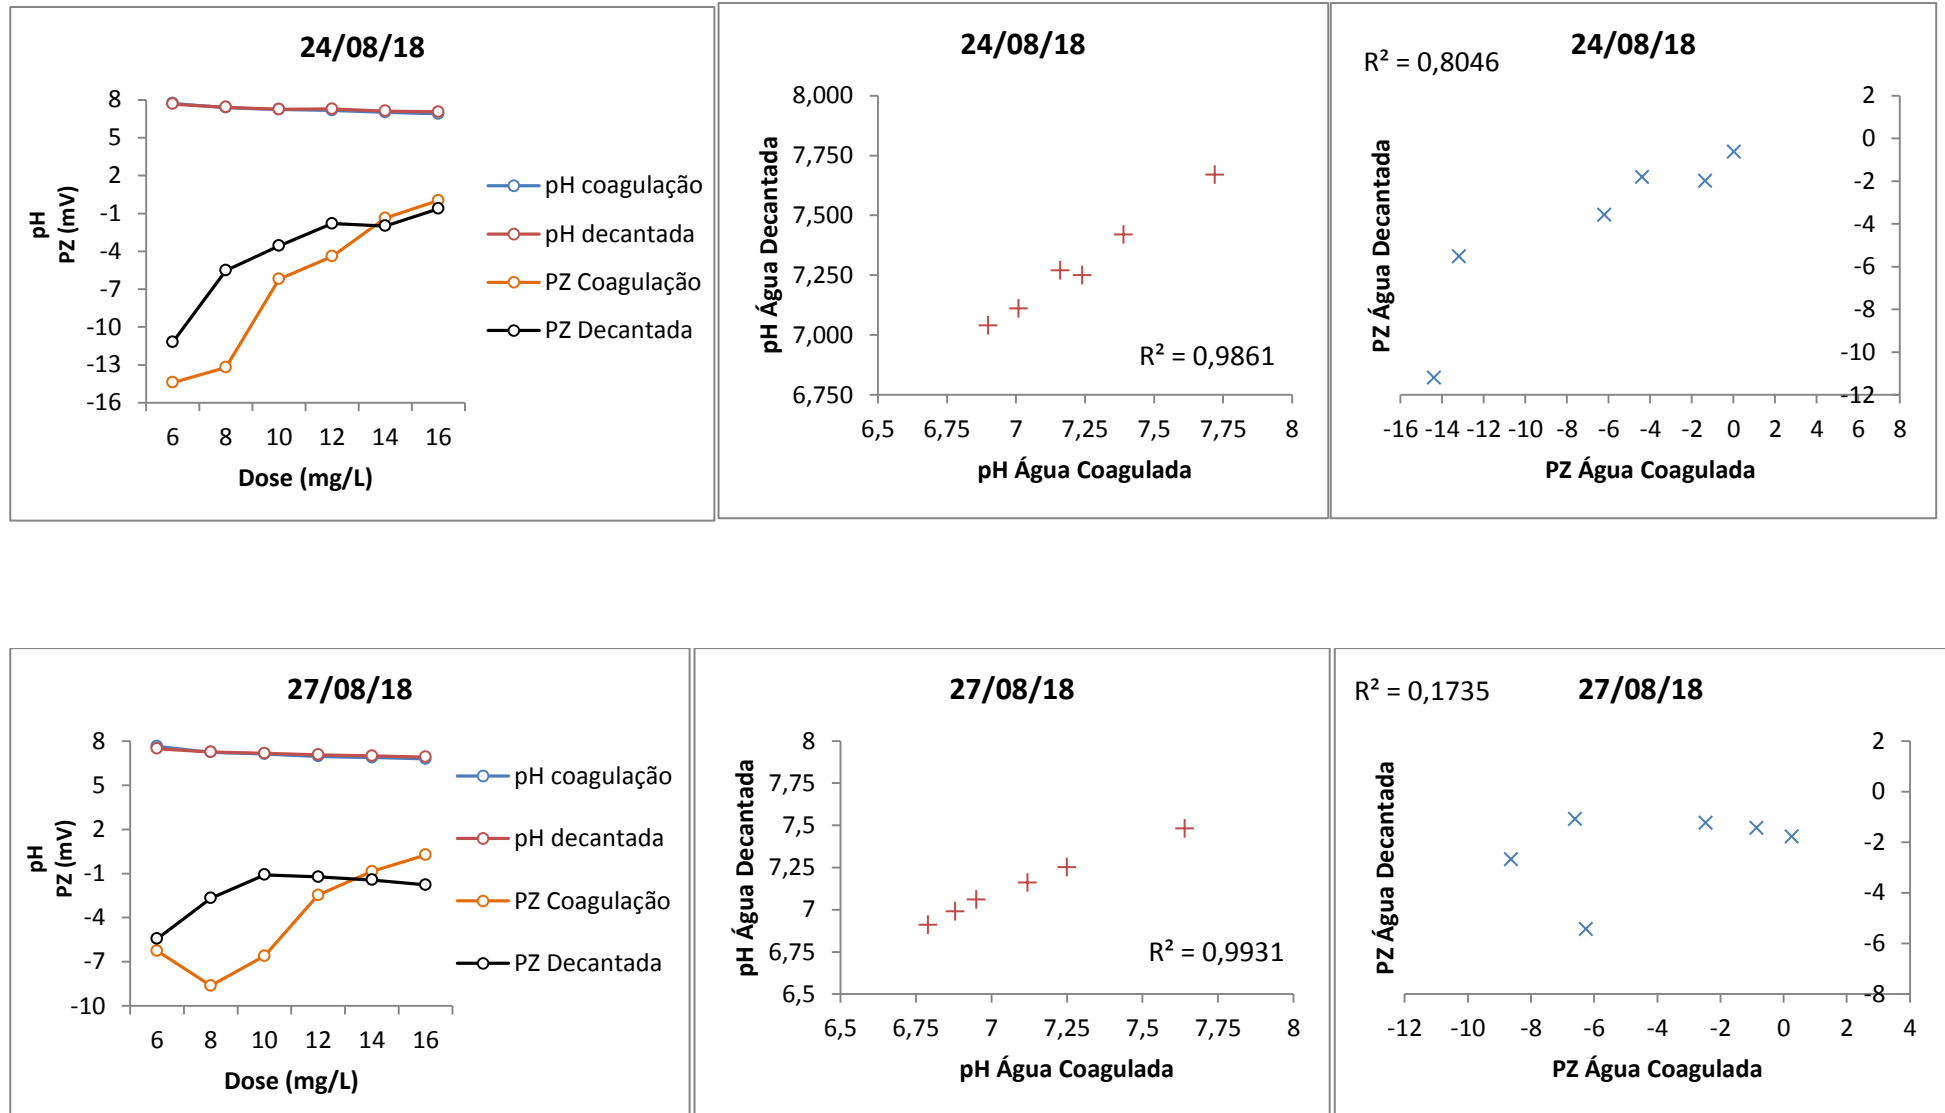 24/08/18
8
5
2
-1
-4
-7
-10
-13
-16
6 8 10 12 14 16
pH
PZ (mV)
Dose (mg/L)
pH coagulação
pH decantada
PZ Coagulação
PZ Decantada
24/08/18
8,000
7,750
7,500
7,250
7,000
6,750
6,5 6,75 7 7,25 7,5 7,75 8
pH Água Decantada
pH Água Coagulada
R² = 0,9861
24/08/18
R² = 0,8046
2
0
-2
-4
-6
-8
-10
-12
-16 -14 -12 -10 -8 -6 -4 -2 0 2 4 6 8
PZ Água Decantada
PZ Água Coagulada
27/08/18
8
5
2
-1
-4
-7
-10
6 8 10 12 14 16
pH
PZ (mV)
Dose (mg/L)
pH coagulação
pH decantada
PZ Coagulação
PZ Decantada
27/08/18
8
7,75
7,5
7,25
7
6,75
6,5
6,5 6,75 7 7,25 7,5 7,75 8
pH Água Decantada
pH Água Coagulada
R² = 0,9931
R² = 0,1735
27/08/18
2
0
-2
-4
-6
-8
-12 -10 -8 -6 -4 -2 0 2 4
PZ Água Decantada
PZ Água Coagulada